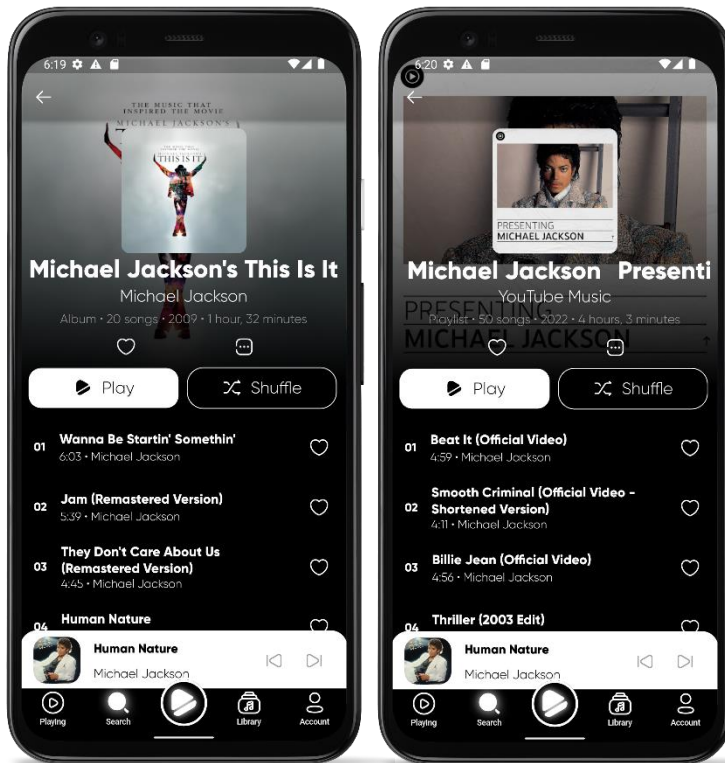 6:19
THE MUSIC THAT
INSPIRED THE MOVIE
MICHAEL JACKSON'S
THIS IS IT
Michael Jackson's This Is It
Michael Jackson
Album • 20 songs • 2009 • 1 hour, 32 minutes
Play
Shuffle
01
Wanna Be Startin' Somethin'
6:03 • Michael Jackson
02
Jam (Remastered Version)
5:39 • Michael Jackson
03
They Don't Care About Us
(Remastered Version)
4:45 • Michael Jackson
04
Human Nature
Human Nature
Michael Jackson
Playing
Search
Library
Account
6:20
PRESENTING
MICHAEL JACKSON
Michael Jackson Presenti
YouTube Music
PRESENTING
Playlist • 50 songs • 2022 • 4 hours, 3 minutes
MICHAEL JACKSON
Play
Shuffle
01
Beat It (Official Video)
4:59 • Michael Jackson
02
Smooth Criminal (Official Video -
Shortened Version)
4:11 • Michael Jackson
03
Billie Jean (Official Video)
4:56 • Michael Jackson
04
Thriller (2003 Edit)
Human Nature
Michael Jackson
Playing
Search
Library
Account